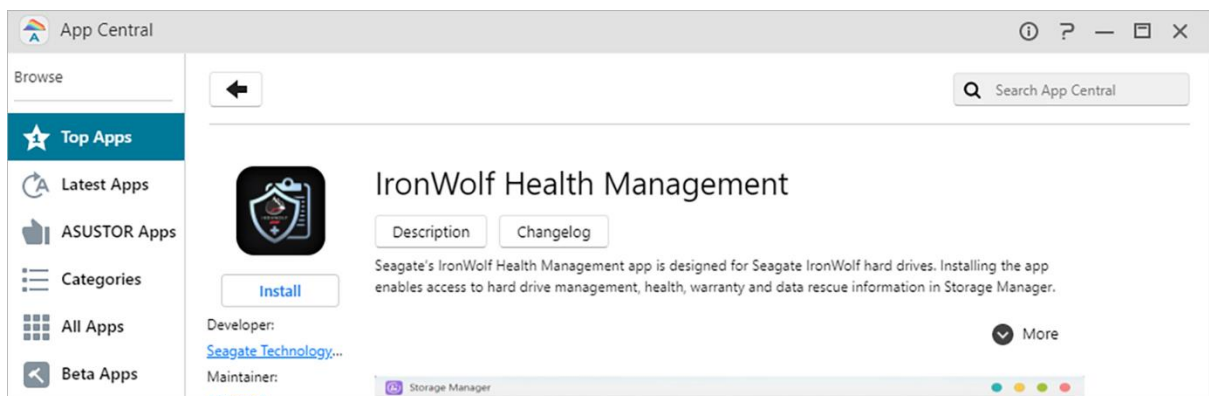 App Central
Browse
Search App Central
Top Apps
Latest Apps
ASUSTOR Apps
Categories
All Apps
Beta Apps
IronWolf Health Management
Description Changelog
Seagate's IronWolf Health Management app is designed for Seagate IronWolf hard drives. Installing the app
enables access to hard drive management, health, warranty and data rescue information in Storage Manager.
More
Install
Developer:
Seagate Technology...
Maintainer:
Storage Manager